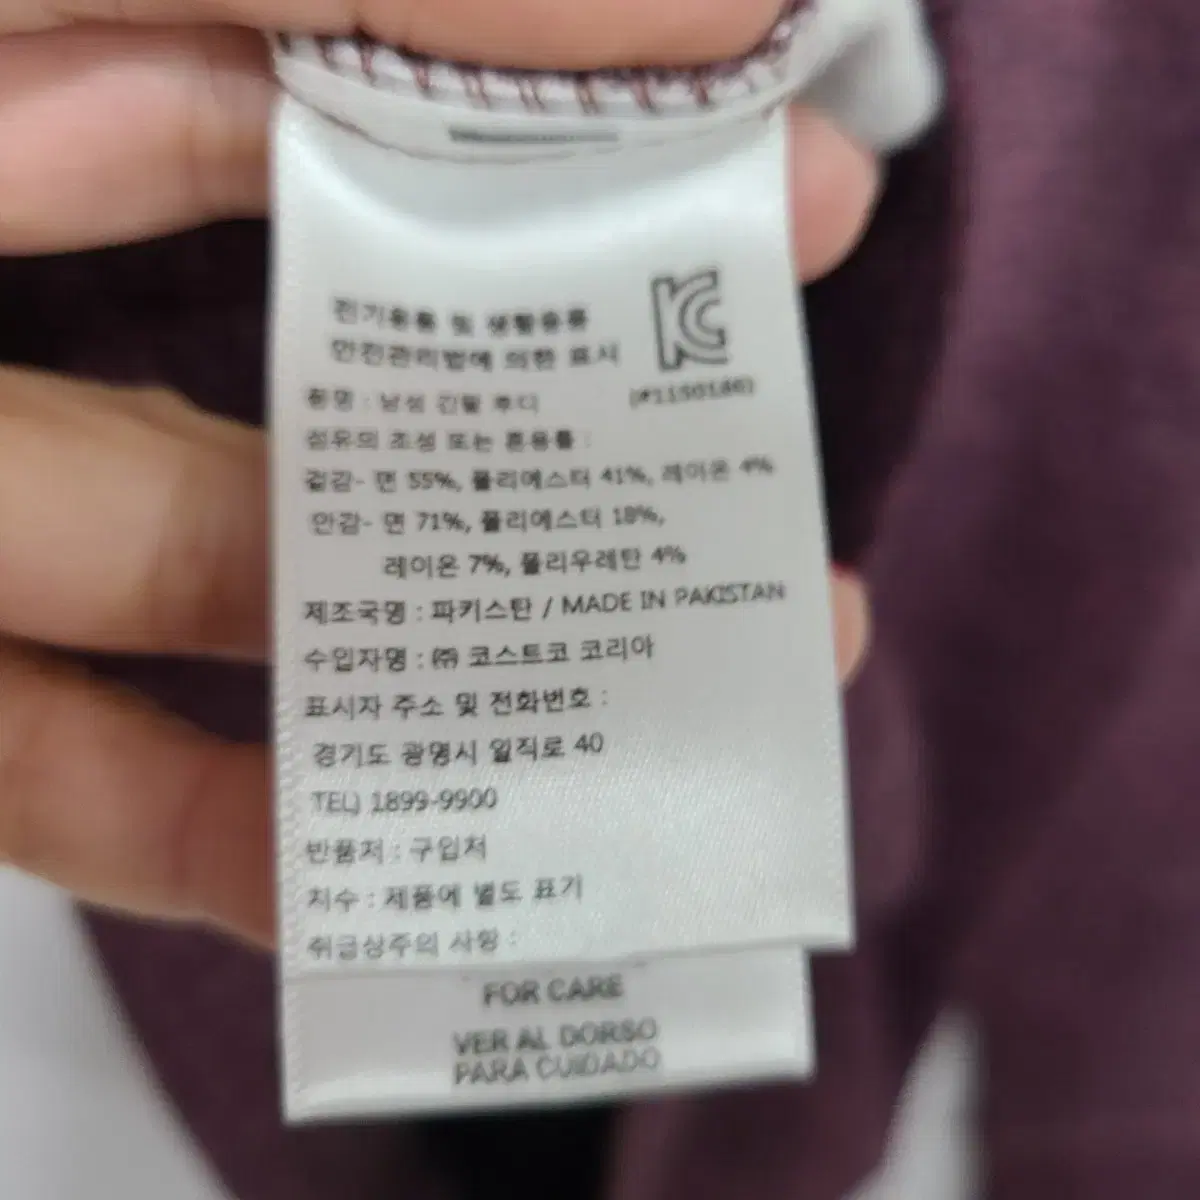 전기용품 및 생활용품
안전관리법에 의한 표시
품명 : 남성 긴팔 후디
(#1150186)
섬유의 조성 또는 혼용률 :
겉감- 면 55%, 폴리에스터 41%, 레이온 4%
안감- 면 71%, 폴리에스터 18%,
레이온 7%, 폴리우레탄 4%
제조국명 : 파키스탄 / MADE IN PAKISTAN
수입자명 : ㈜ 코스트코 코리아
표시자 주소 및 전화번호 :
경기도 광명시 일직로 40
TEL) 1899-9900
반품처 : 구입처
치수 : 제품에 별도 표기
취급상주의 사항 :
FOR CARE
VER AL DORSO
PARA CUIDADO